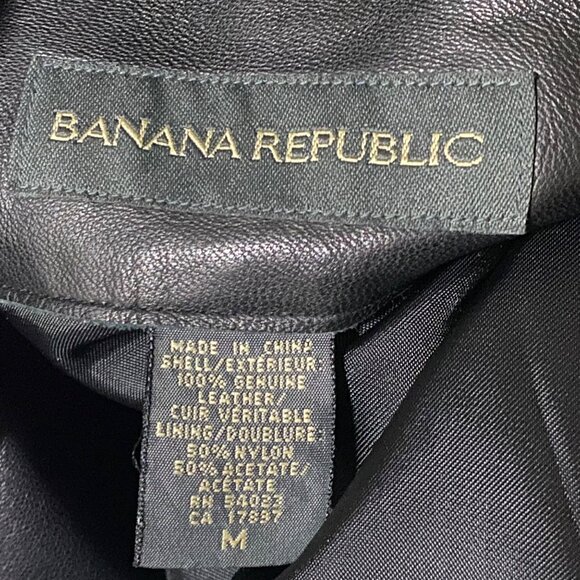 BANANA REPUBLIC
MADE IN CHINA
SHELL/EXTÉRIEUR:
100% GENUINE
LEATHER/
CUIR VÉRITABLE
LINING/DOUBLURE:
50% NYLON
50% ACETATE/
ACÉTATE
RN 54023
CA 17897
M